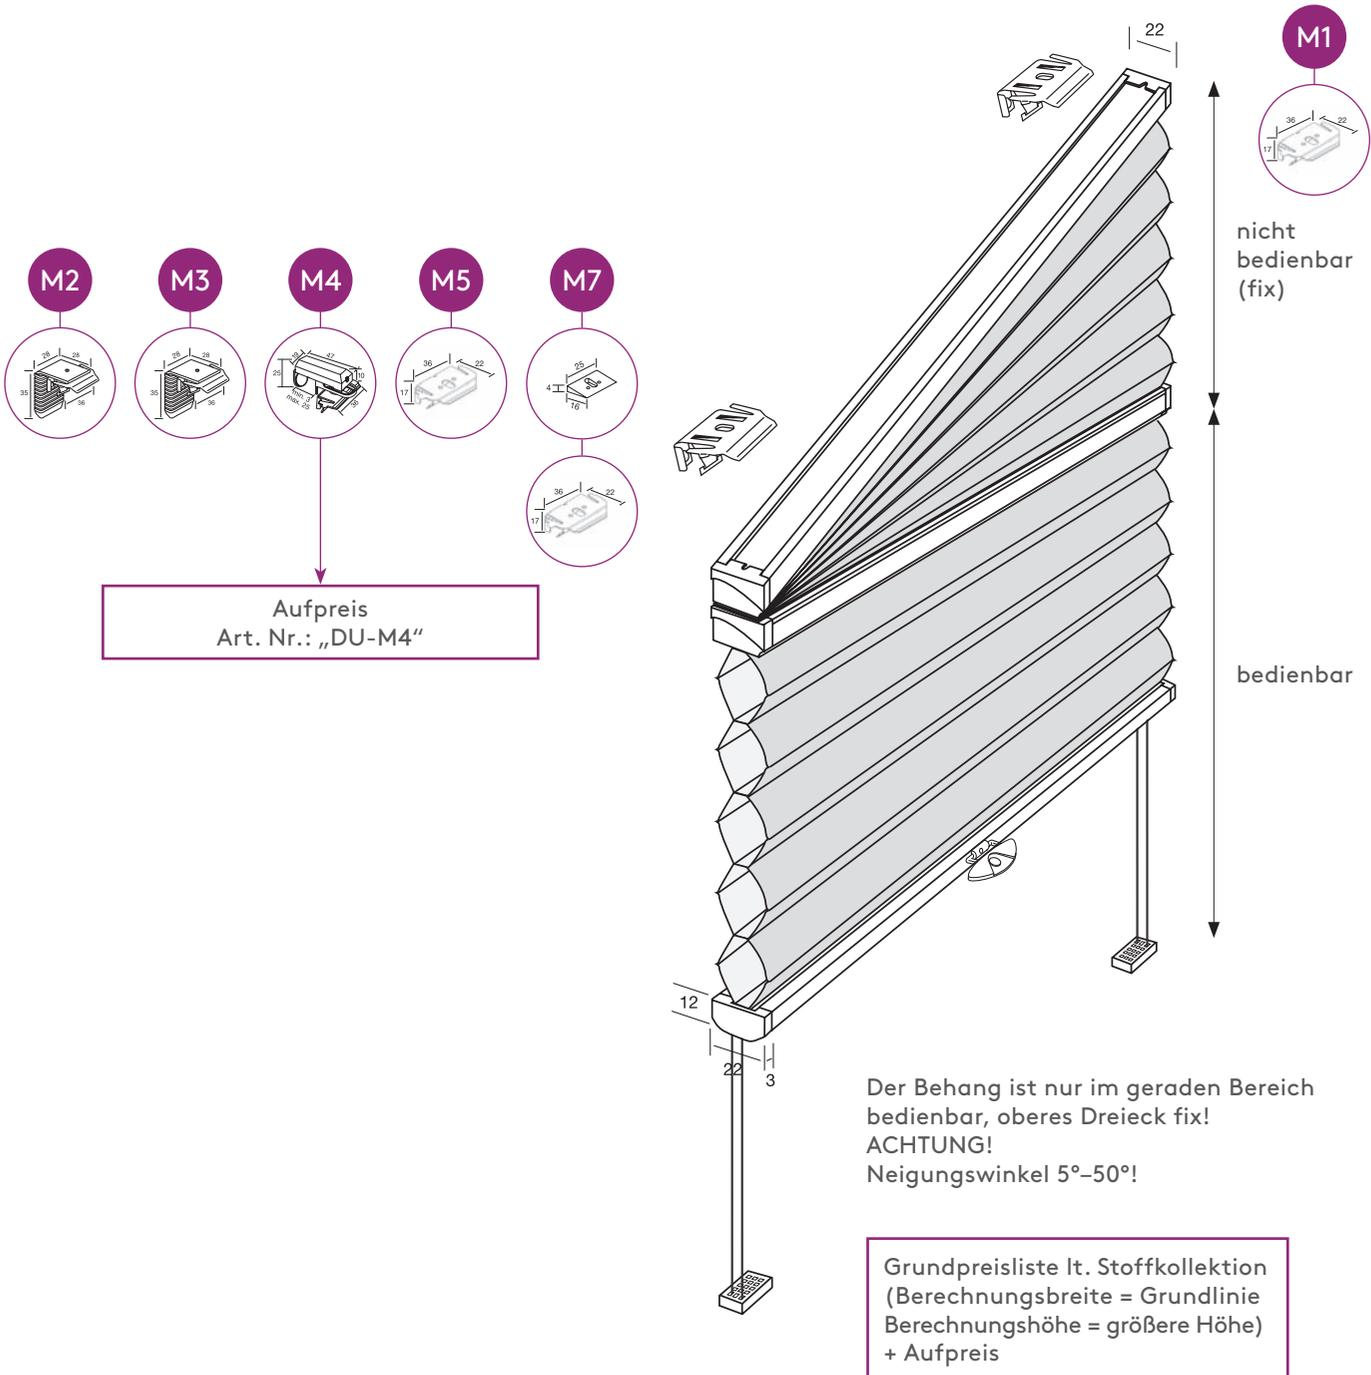 22
M1
36
22
17
nicht
bedienbar
(fix)
M2
M3
M4
M5
M7
28
28
35
36
28
28
35
36
19
47
25
10
min. 3
max. 25
36
36
22
17
25
4
16
36
22
17
Aufpreis
Art. Nr.: „DU-M4“
bedienbar
12
22
3
Der Behang ist nur im geraden Bereich
bedienbar, oberes Dreieck fix!
ACHTUNG!
Neigungswinkel 5°–50°!
Grundpreisliste lt. Stoffkollektion
(Berechnungsbreite = Grundlinie
Berechnungshöhe = größere Höhe)
+ Aufpreis